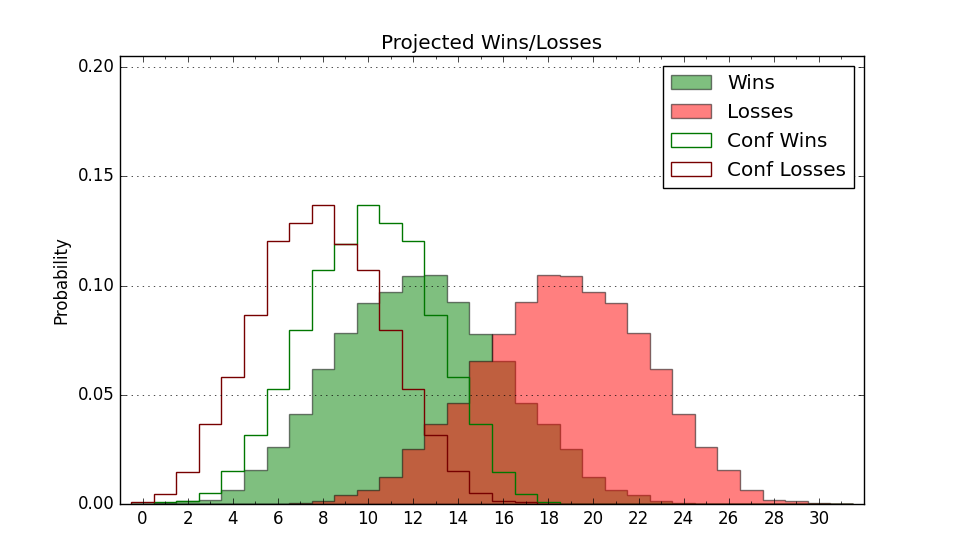 Projected Wins/Losses
Wins
Losses
Conf Wins
Conf Losses
Probability
0.20
0.15
0.10
0.05
0.00
0 2 4 6 8 10 12 14 16 18 20 22 24 26 28 30